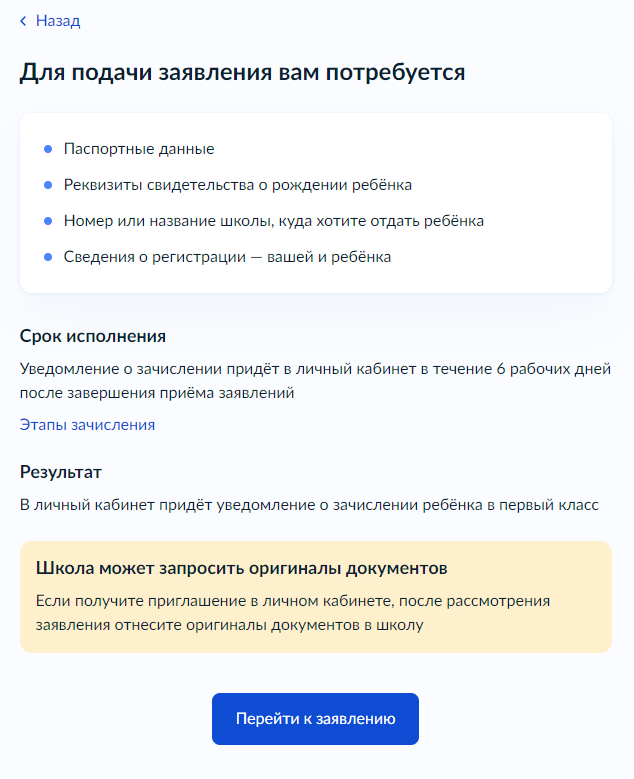 Назад
Для подачи заявления вам потребуется
Паспортные данные
Реквизиты свидетельства о рождении ребёнка
Номер или название школы, куда хотите отдать ребёнка
Сведения о регистрации — вашей и ребёнка
Срок исполнения
Уведомление о зачислении придёт в личный кабинет в течение 6 рабочих дней
после завершения приёма заявлений
Этапы зачисления
Результат
В личный кабинет придёт уведомление о зачислении ребёнка в первый класс
Школа может запросить оригиналы документов
Если получите приглашение в личном кабинете, после рассмотрения
заявления отнесите оригиналы документов в школу
Перейти к заявлению